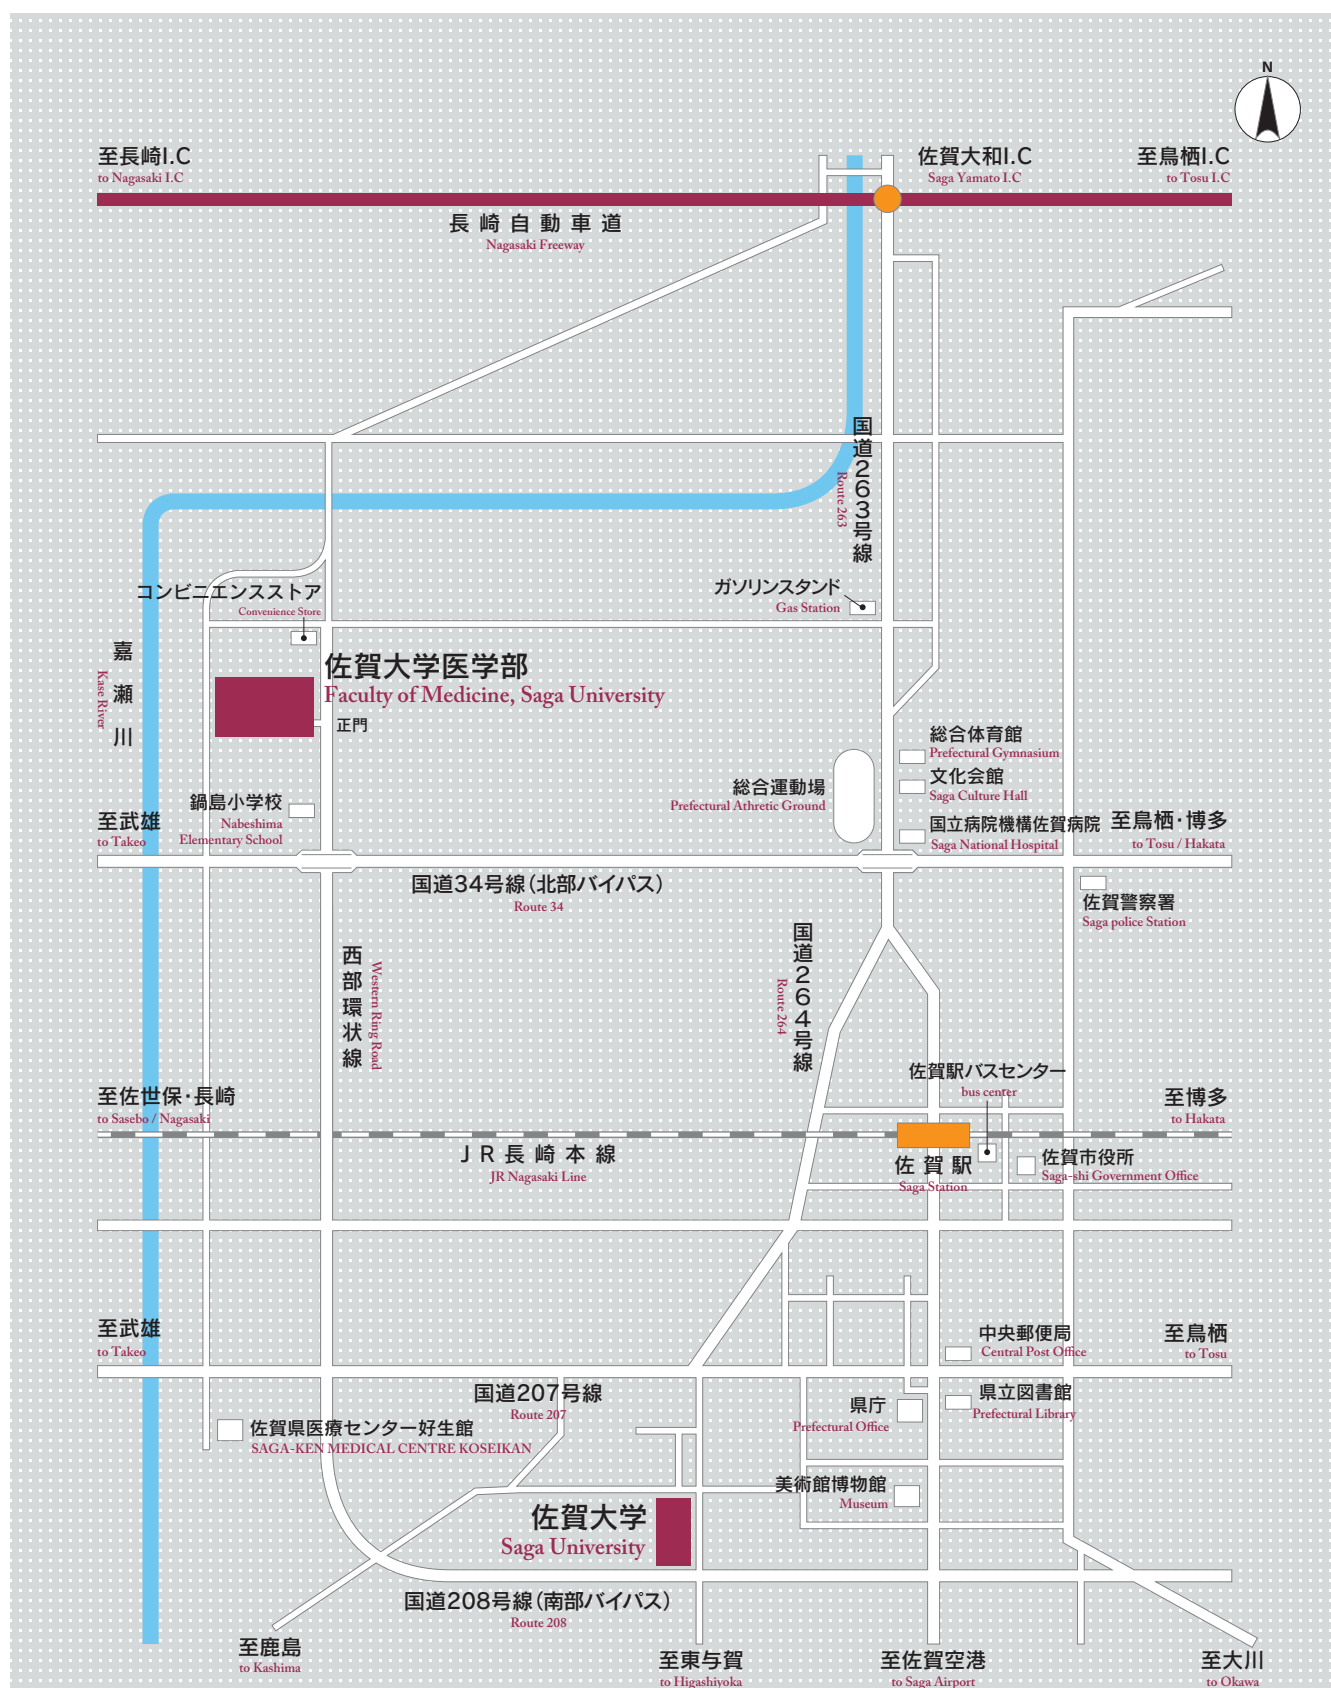 N
至長崎I.C
to Nagasaki I.C
佐賀大和I.C
Saga Yamato I.C
至鳥栖I.C
to Tosu I.C
長崎自動車道
Nagasaki Freeway
国道263号線
Route 263
コンビニエンスストア
Convenience Store
ガソリンスタンド
Gas Station
嘉瀬川
Kase River
佐賀大学医学部
Faculty of Medicine, Saga University
正門
総合体育館
Prefectural Gymnasium
文化会館
Saga Culture Hall
総合運動場
Prefectural Athretic Ground
国立病院機構佐賀病院
Saga National Hospital
鍋島小学校
Nabeshima
Elementary School
至武雄
to Takeo
至鳥栖・博多
to Tosu / Hakata
国道34号線(北部バイパス)
Route 34
佐賀警察署
Saga police Station
西部環状線
Western Ring Road
国道264号線
Route 264
佐賀駅バスセンター
bus center
至佐世保・長崎
to Sasebo / Nagasaki
至博多
to Hakata
JR長崎本線
JR Nagasaki Line
佐賀駅
Saga Station
佐賀市役所
Saga-shi Government Office
至武雄
to Takeo
中央郵便局
Central Post Office
至鳥栖
to Tosu
国道207号線
Route 207
県庁
Prefectural Office
県立図書館
Prefectural Library
佐賀県医療センター好生館
SAGA-KEN MEDICAL CENTRE KOSEIKAN
美術館博物館
Museum
佐賀大学
Saga University
国道208号線(南部バイパス)
Route 208
至鹿島
to Kashima
至東与賀
to Higashiyoka
至佐賀空港
to Saga Airport
至大川
to Okawa